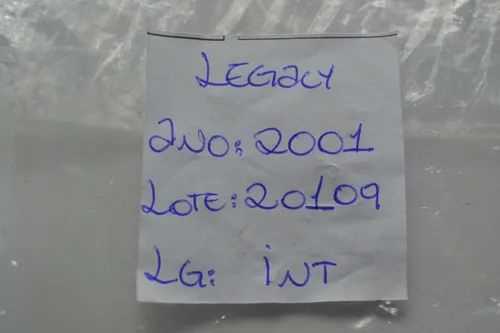 LEGACY
ANO: 2001
LOTE: 20109
LG: INT